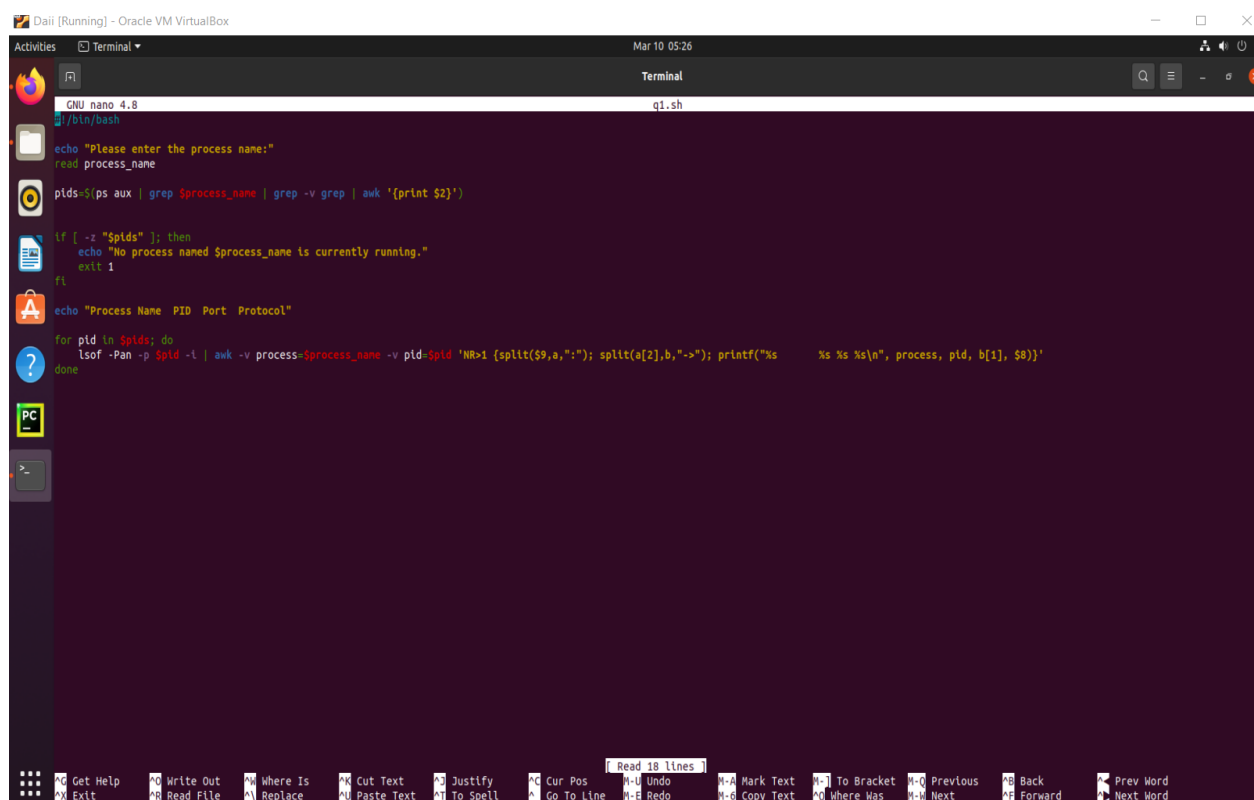 Daii [Running] - Oracle VM VirtualBox
Activities Terminal Mar 10 05:26
Terminal
GNU nano 4.8 q1.sh
#!/bin/bash
echo "Please enter the process name:"
read process_name
pids=$(ps aux | grep $process_name | grep -v grep | awk '{print $2}')
if [ -z "$pids" ]; then
    echo "No process named $process_name is currently running."
    exit 1
fi
echo "Process Name  PID  Port  Protocol"
for pid in $pids; do
    lsof -Pan -p $pid -i | awk -v process=$process_name -v pid=$pid 'NR>1 {split($9,a,":"); split(a[2],b,"->"); printf("%s       %s %s %s\n", process, pid, b[1], $8)}'
done
PC
[ Read 18 lines ]
^G Get Help ^O Write Out ^W Where Is ^K Cut Text ^J Justify ^C Cur Pos M-U Undo M-A Mark Text M-] To Bracket M-Q Previous ^B Back ^◀ Prev Word
^X Exit ^R Read File ^\ Replace ^U Paste Text ^T To Spell ^_ Go To Line M-E Redo M-6 Copy Text ^Q Where Was M-W Next ^F Forward ^▶ Next Word